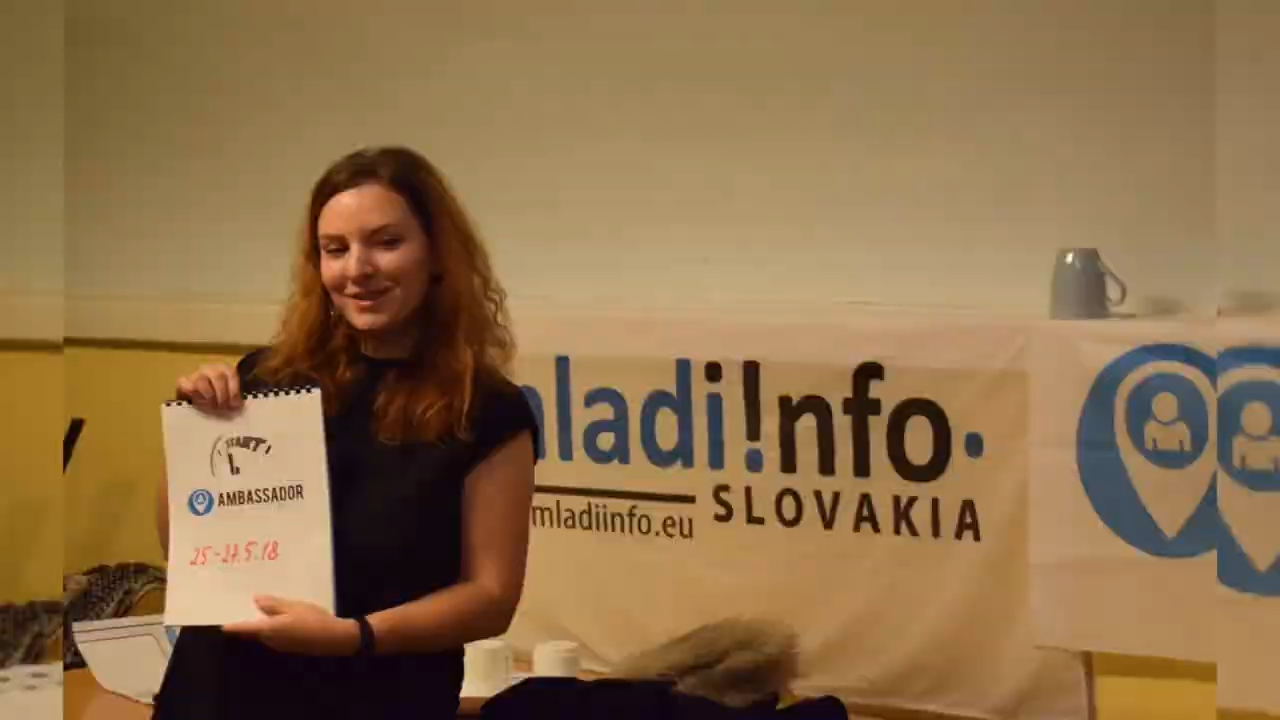 START
AMBASSADOR
25-27.5.18
mladi!nfo.
mladiinfo.eu
SLOVAKIA